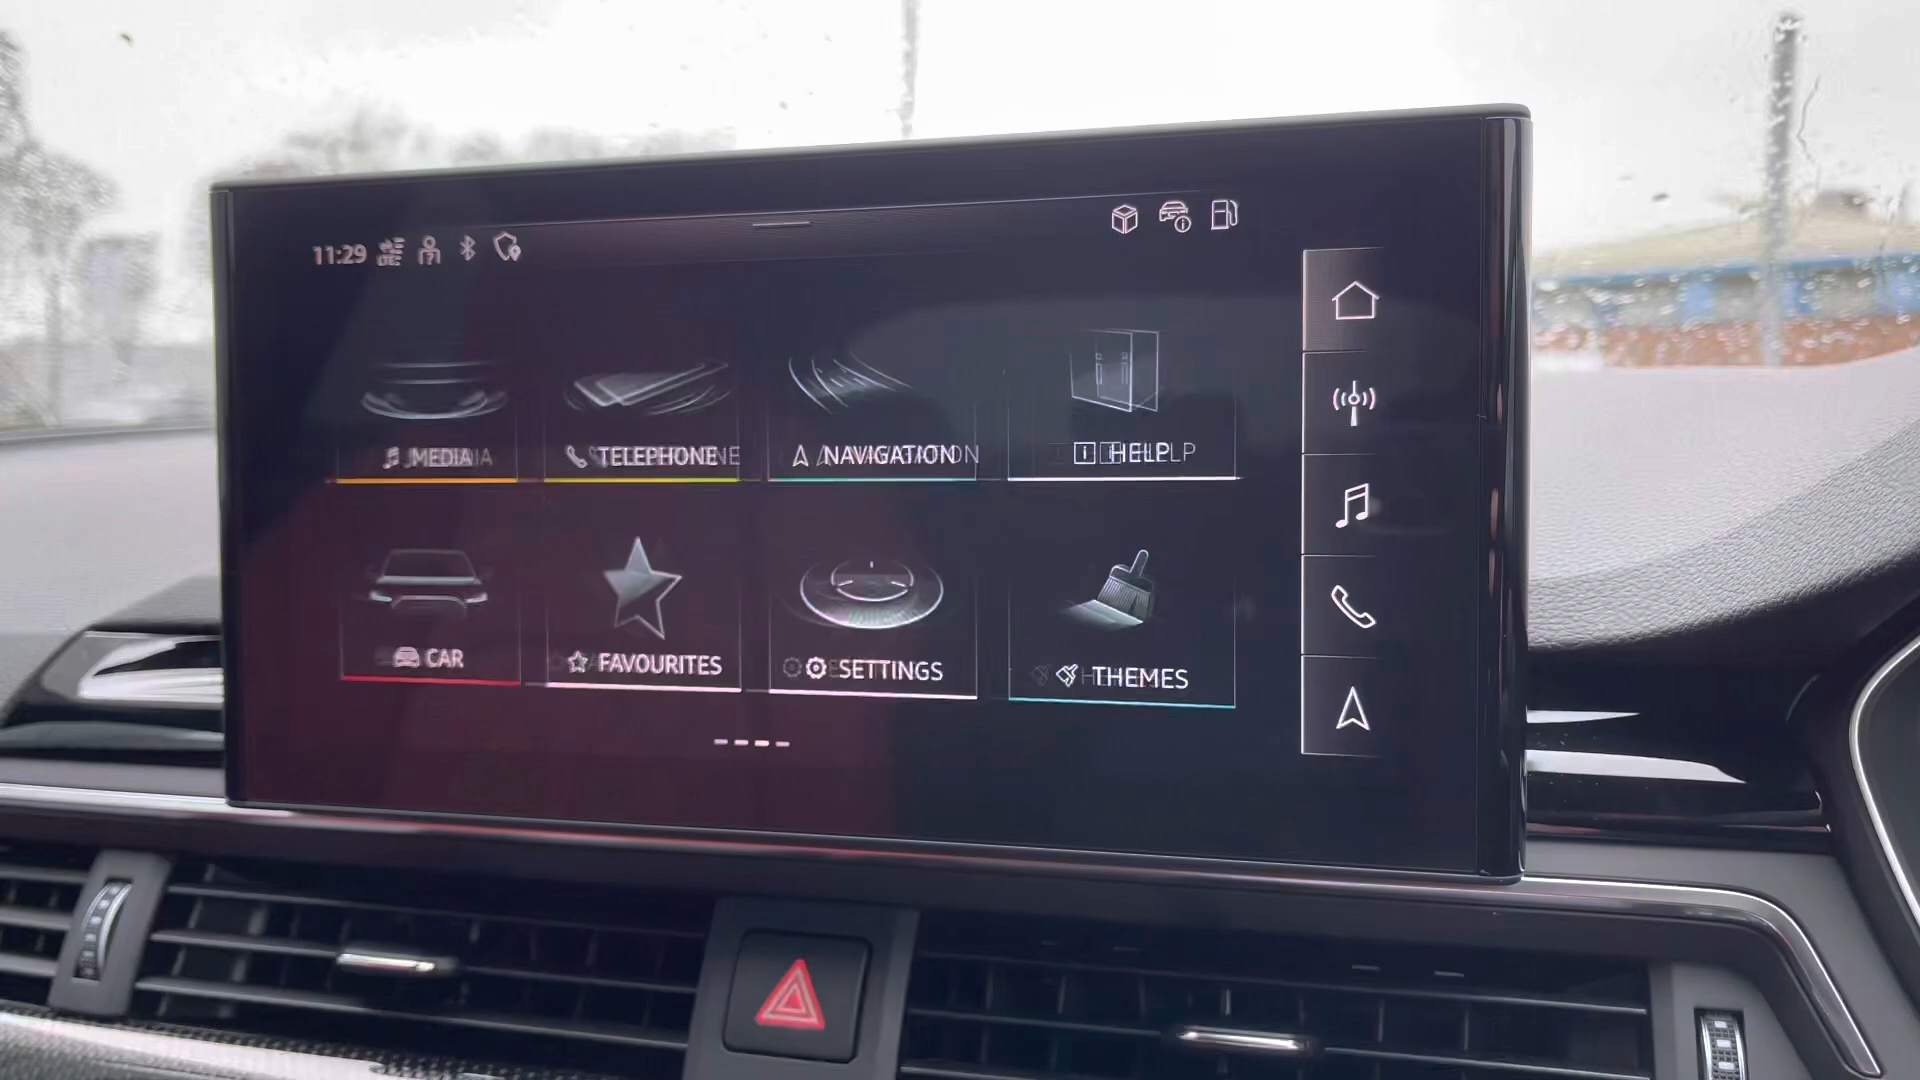 11:29
MEDIA
TELEPHONE
NAVIGATION
HELP
CAR
FAVOURITES
SETTINGS
THEMES